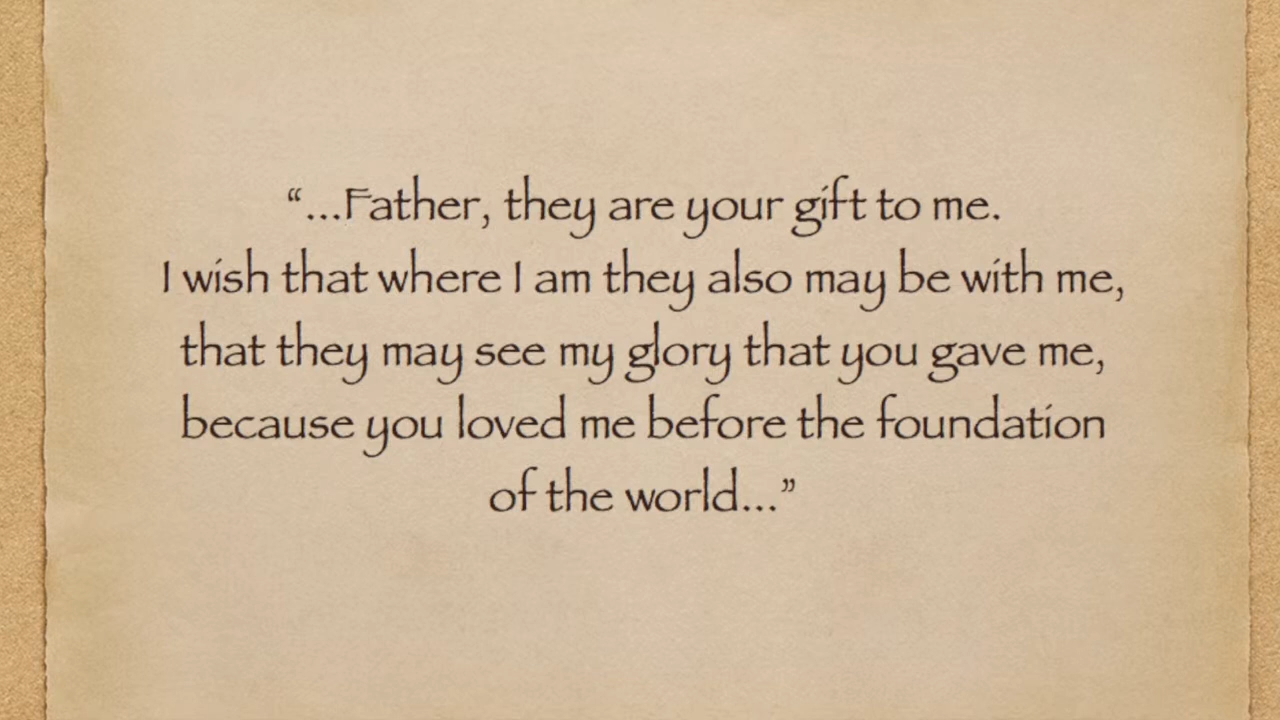 “...Father, they are your gift to me.
I wish that where I am they also may be with me,
that they may see my glory that you gave me,
because you loved me before the foundation
of the world...”